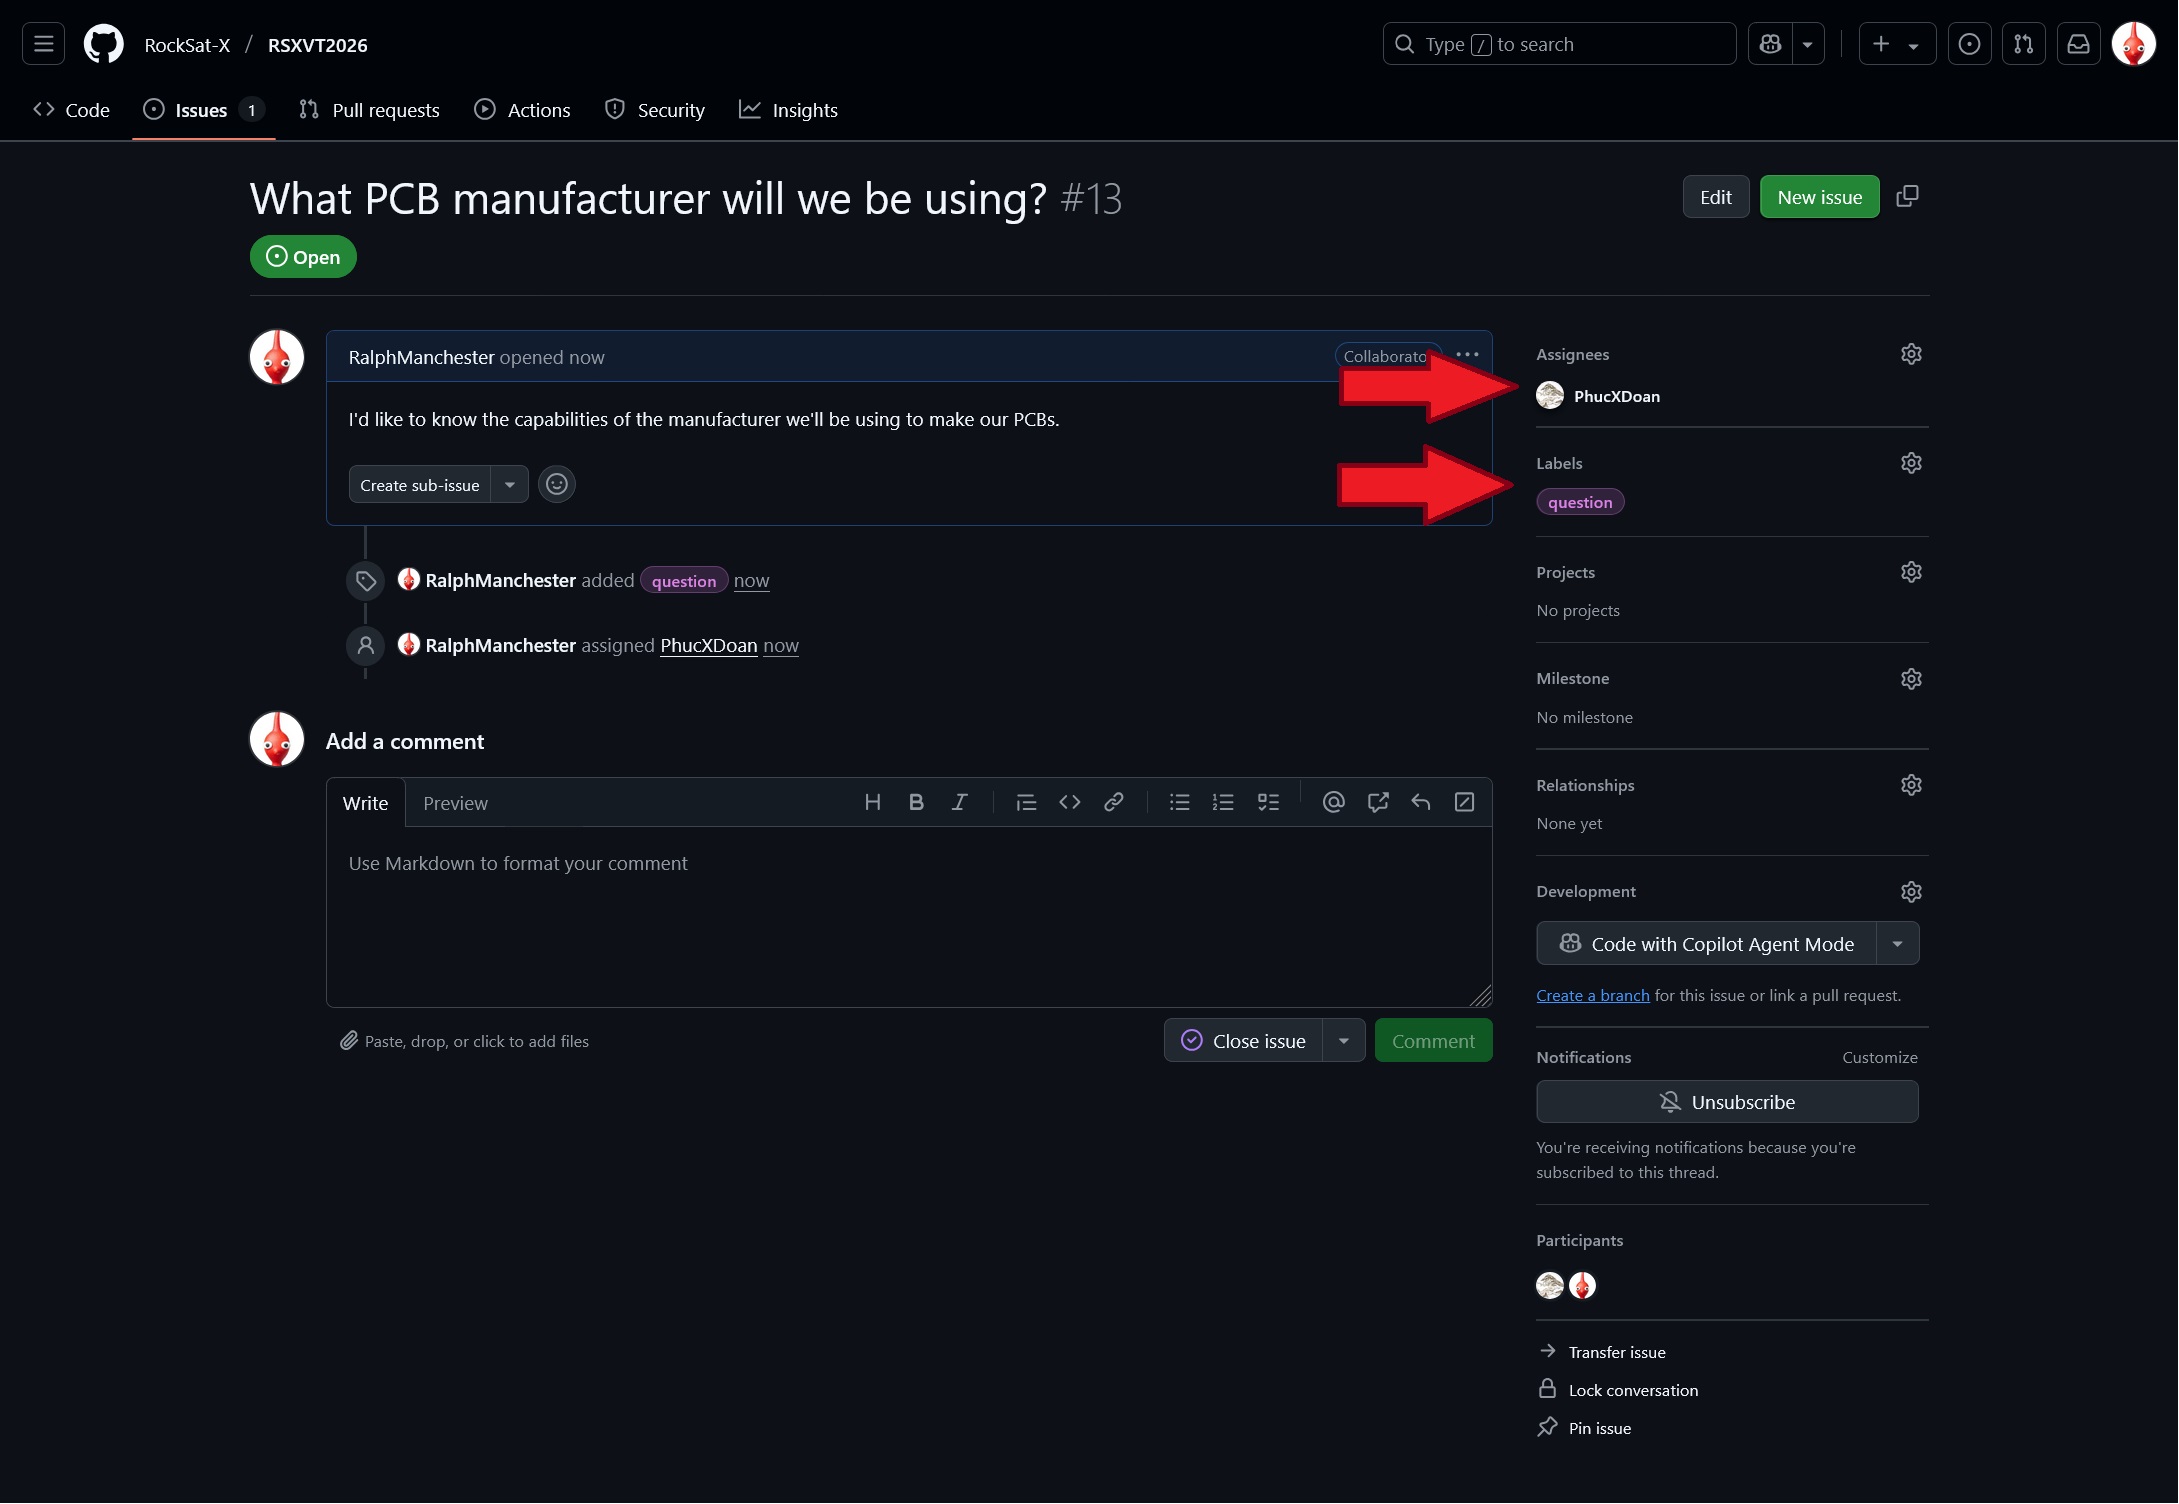 RockSat-X / RSXVT2026
Type / to search
Code
Issues 1
Pull requests
Actions
Security
Insights
What PCB manufacturer will we be using? #13
Edit
New issue
Open
RalphManchester opened now
Collaborato
I'd like to know the capabilities of the manufacturer we'll be using to make our PCBs.
Create sub-issue
RalphManchester added question now
RalphManchester assigned PhucXDoan now
Add a comment
Write
Preview
Use Markdown to format your comment
Paste, drop, or click to add files
Close issue
Comment
Assignees
PhucXDoan
Labels
question
Projects
No projects
Milestone
No milestone
Relationships
None yet
Development
Code with Copilot Agent Mode
Create a branch for this issue or link a pull request.
Notifications
Customize
Unsubscribe
You're receiving notifications because you're
subscribed to this thread.
Participants
Transfer issue
Lock conversation
Pin issue